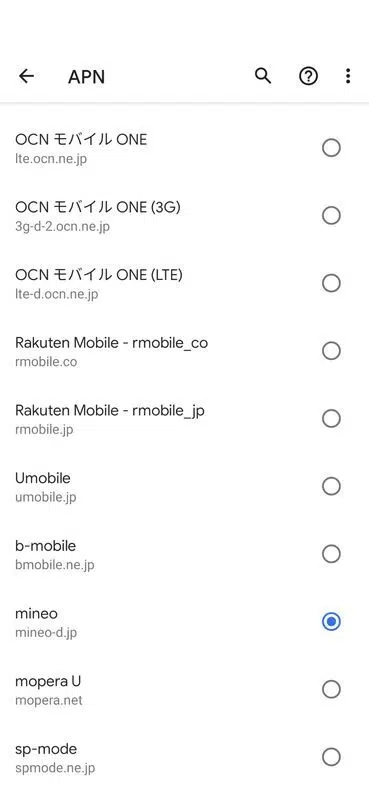 APN
OCN モバイル ONE
lte.ocn.ne.jp
OCN モバイル ONE (3G)
3g-d-2.ocn.ne.jp
OCN モバイル ONE (LTE)
lte-d.ocn.ne.jp
Rakuten Mobile - rmobile_co
rmobile.co
Rakuten Mobile - rmobile_jp
rmobile.jp
Umobile
umobile.jp
b-mobile
bmobile.ne.jp
mineo
mineo-d.jp
mopera U
mopera.net
sp-mode
spmode.ne.jp